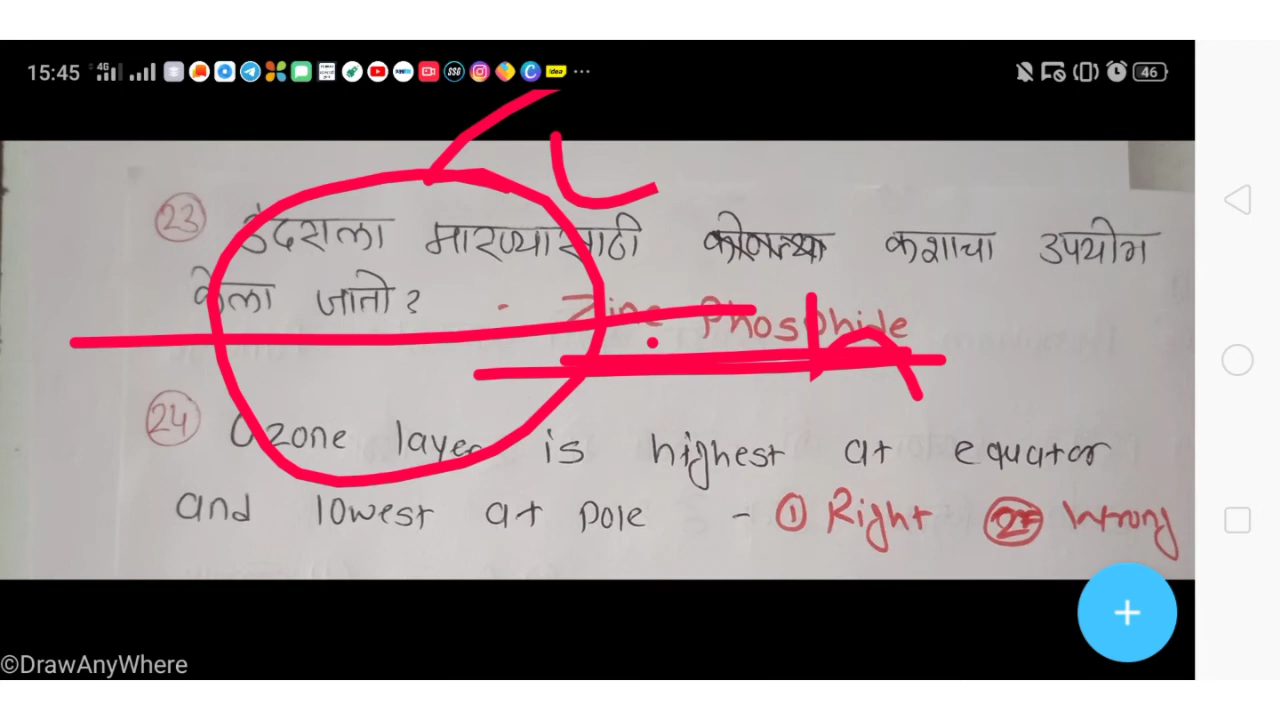 15:45 4G 46
23 उंदराला मारण्यासाठी कोणत्या कशाचा उपयोग
केला जातो?
· Zinc Phosphide
24 Ozone layer is highest at equator
and lowest at pole - ① Right ② Wrong
+
©DrawAnyWhere